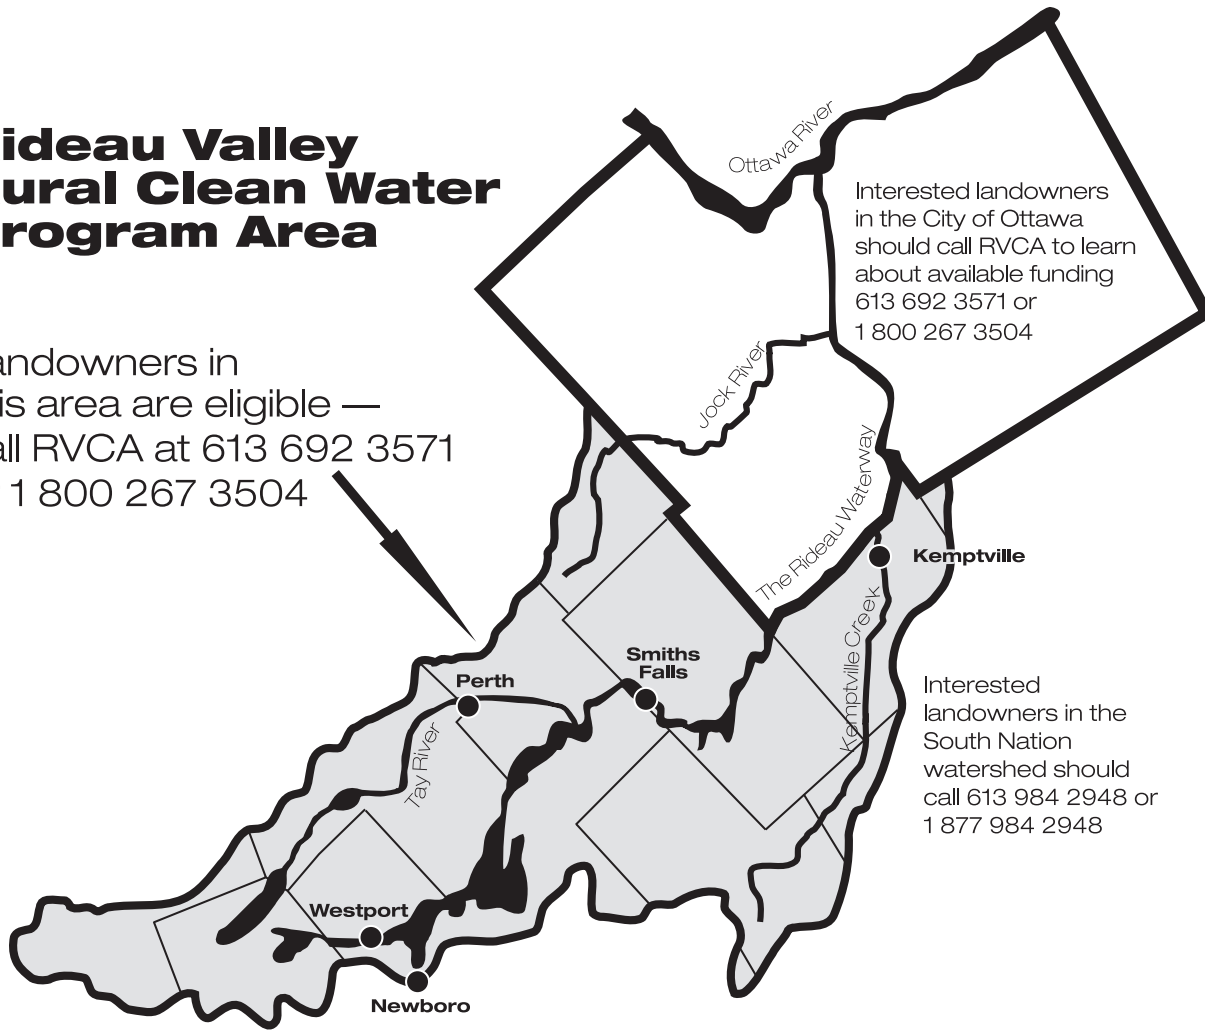 ideau Valley
ural Clean Water
rogram Area
andowners in
is area are eligible —
all RVCA at 613 692 3571
1 800 267 3504
Ottawa River
Interested landowners
in the City of Ottawa
should call RVCA to learn
about available funding
613 692 3571 or
1 800 267 3504
Jock River
The Rideau Waterway
Kemptville
Kemptville Creek
Smiths
Falls
Perth
Tay River
Interested
landowners in the
South Nation
watershed should
call 613 984 2948 or
1 877 984 2948
Westport
Newboro